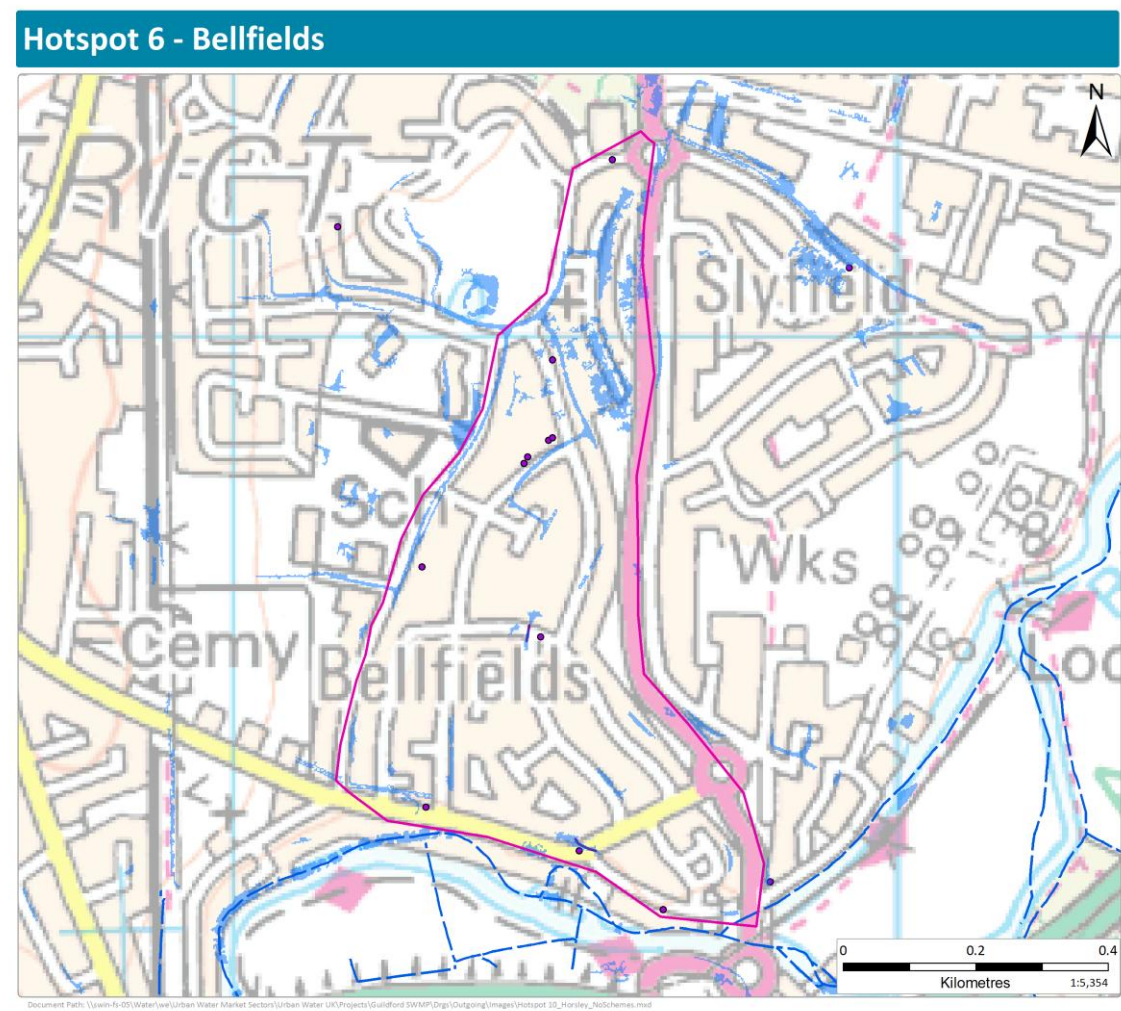 Hotspot 6 - Bellfields
N
RICT
Slyfield
Sch
Wks
Cemy
Bellfields
Loc
0 0.2 0.4
Kilometres 1:5,354
Document Path: \\swin-fs-05\Water\we\Urban Water Market Sectors\Urban Water UK\Projects\Guildford SWMP\Drgs\Outgoing\Images\Hotspot 10_Horsley_NoSchemes.mxd